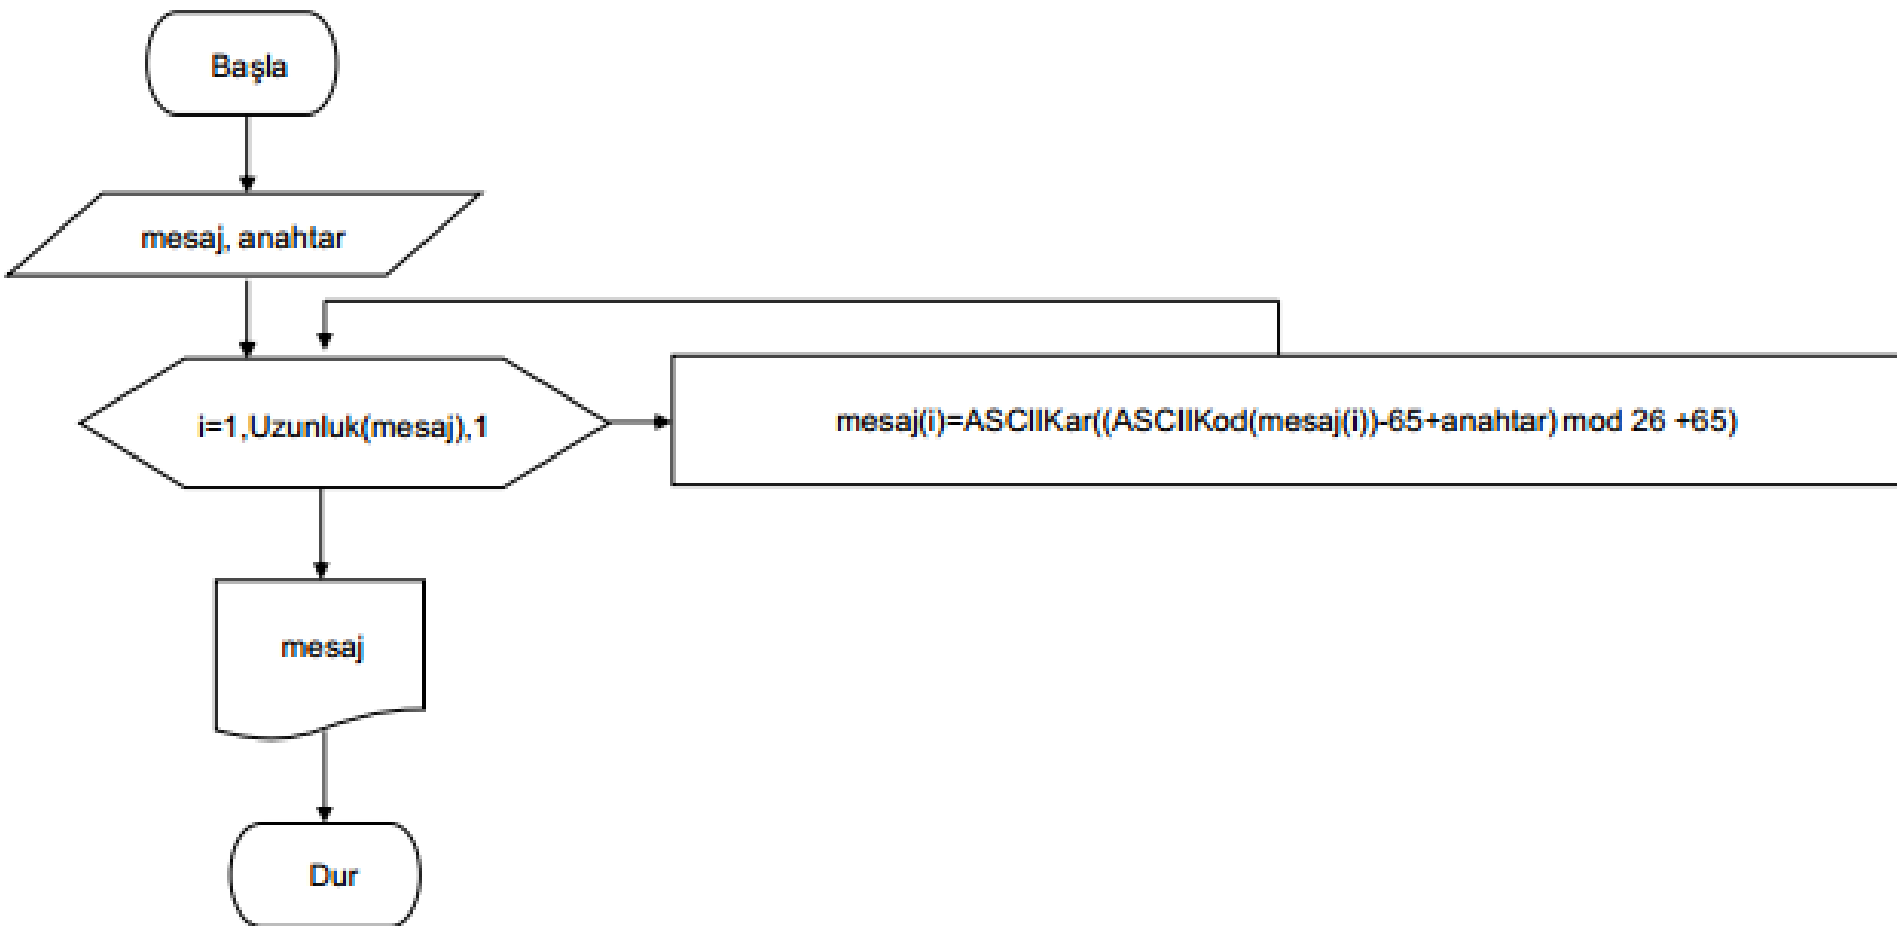 Başla
mesaj, anahtar
i=1,Uzunluk(mesaj),1
mesaj(i)=ASCIIKar((ASCIIKod(mesaj(i))-65+anahtar) mod 26 +65)
mesaj
Dur